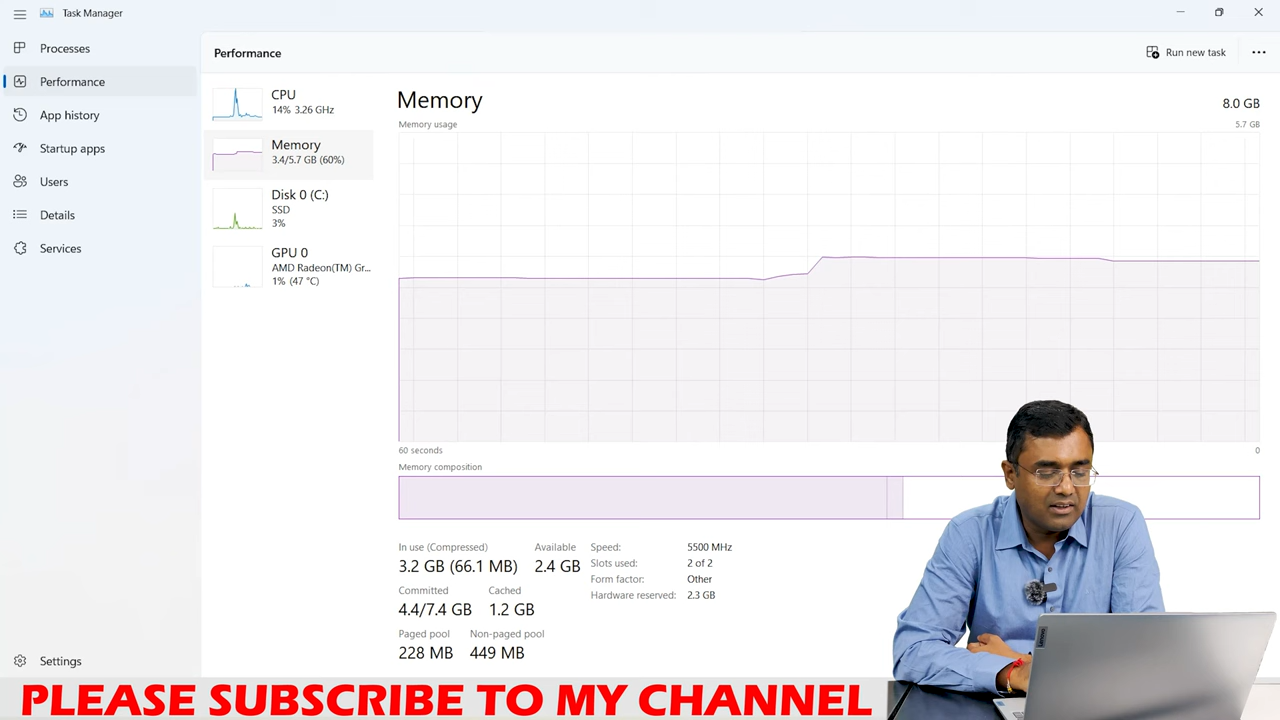 Task Manager
Processes
Performance
App history
Startup apps
Users
Details
Services
Settings
Performance
Run new task
CPU
14% 3.26 GHz
Memory
3.4/5.7 GB (60%)
Disk 0 (C:)
SSD
3%
GPU 0
AMD Radeon(TM) Gr...
1% (47 °C)
Memory
8.0 GB
Memory usage
5.7 GB
60 seconds
0
Memory composition
In use (Compressed)
3.2 GB (66.1 MB)
Available
2.4 GB
Committed
4.4/7.4 GB
Cached
1.2 GB
Paged pool
228 MB
Non-paged pool
449 MB
Speed: 5500 MHz
Slots used: 2 of 2
Form factor: Other
Hardware reserved: 2.3 GB
Lenovo
PLEASE SUBSCRIBE TO MY CHANNEL